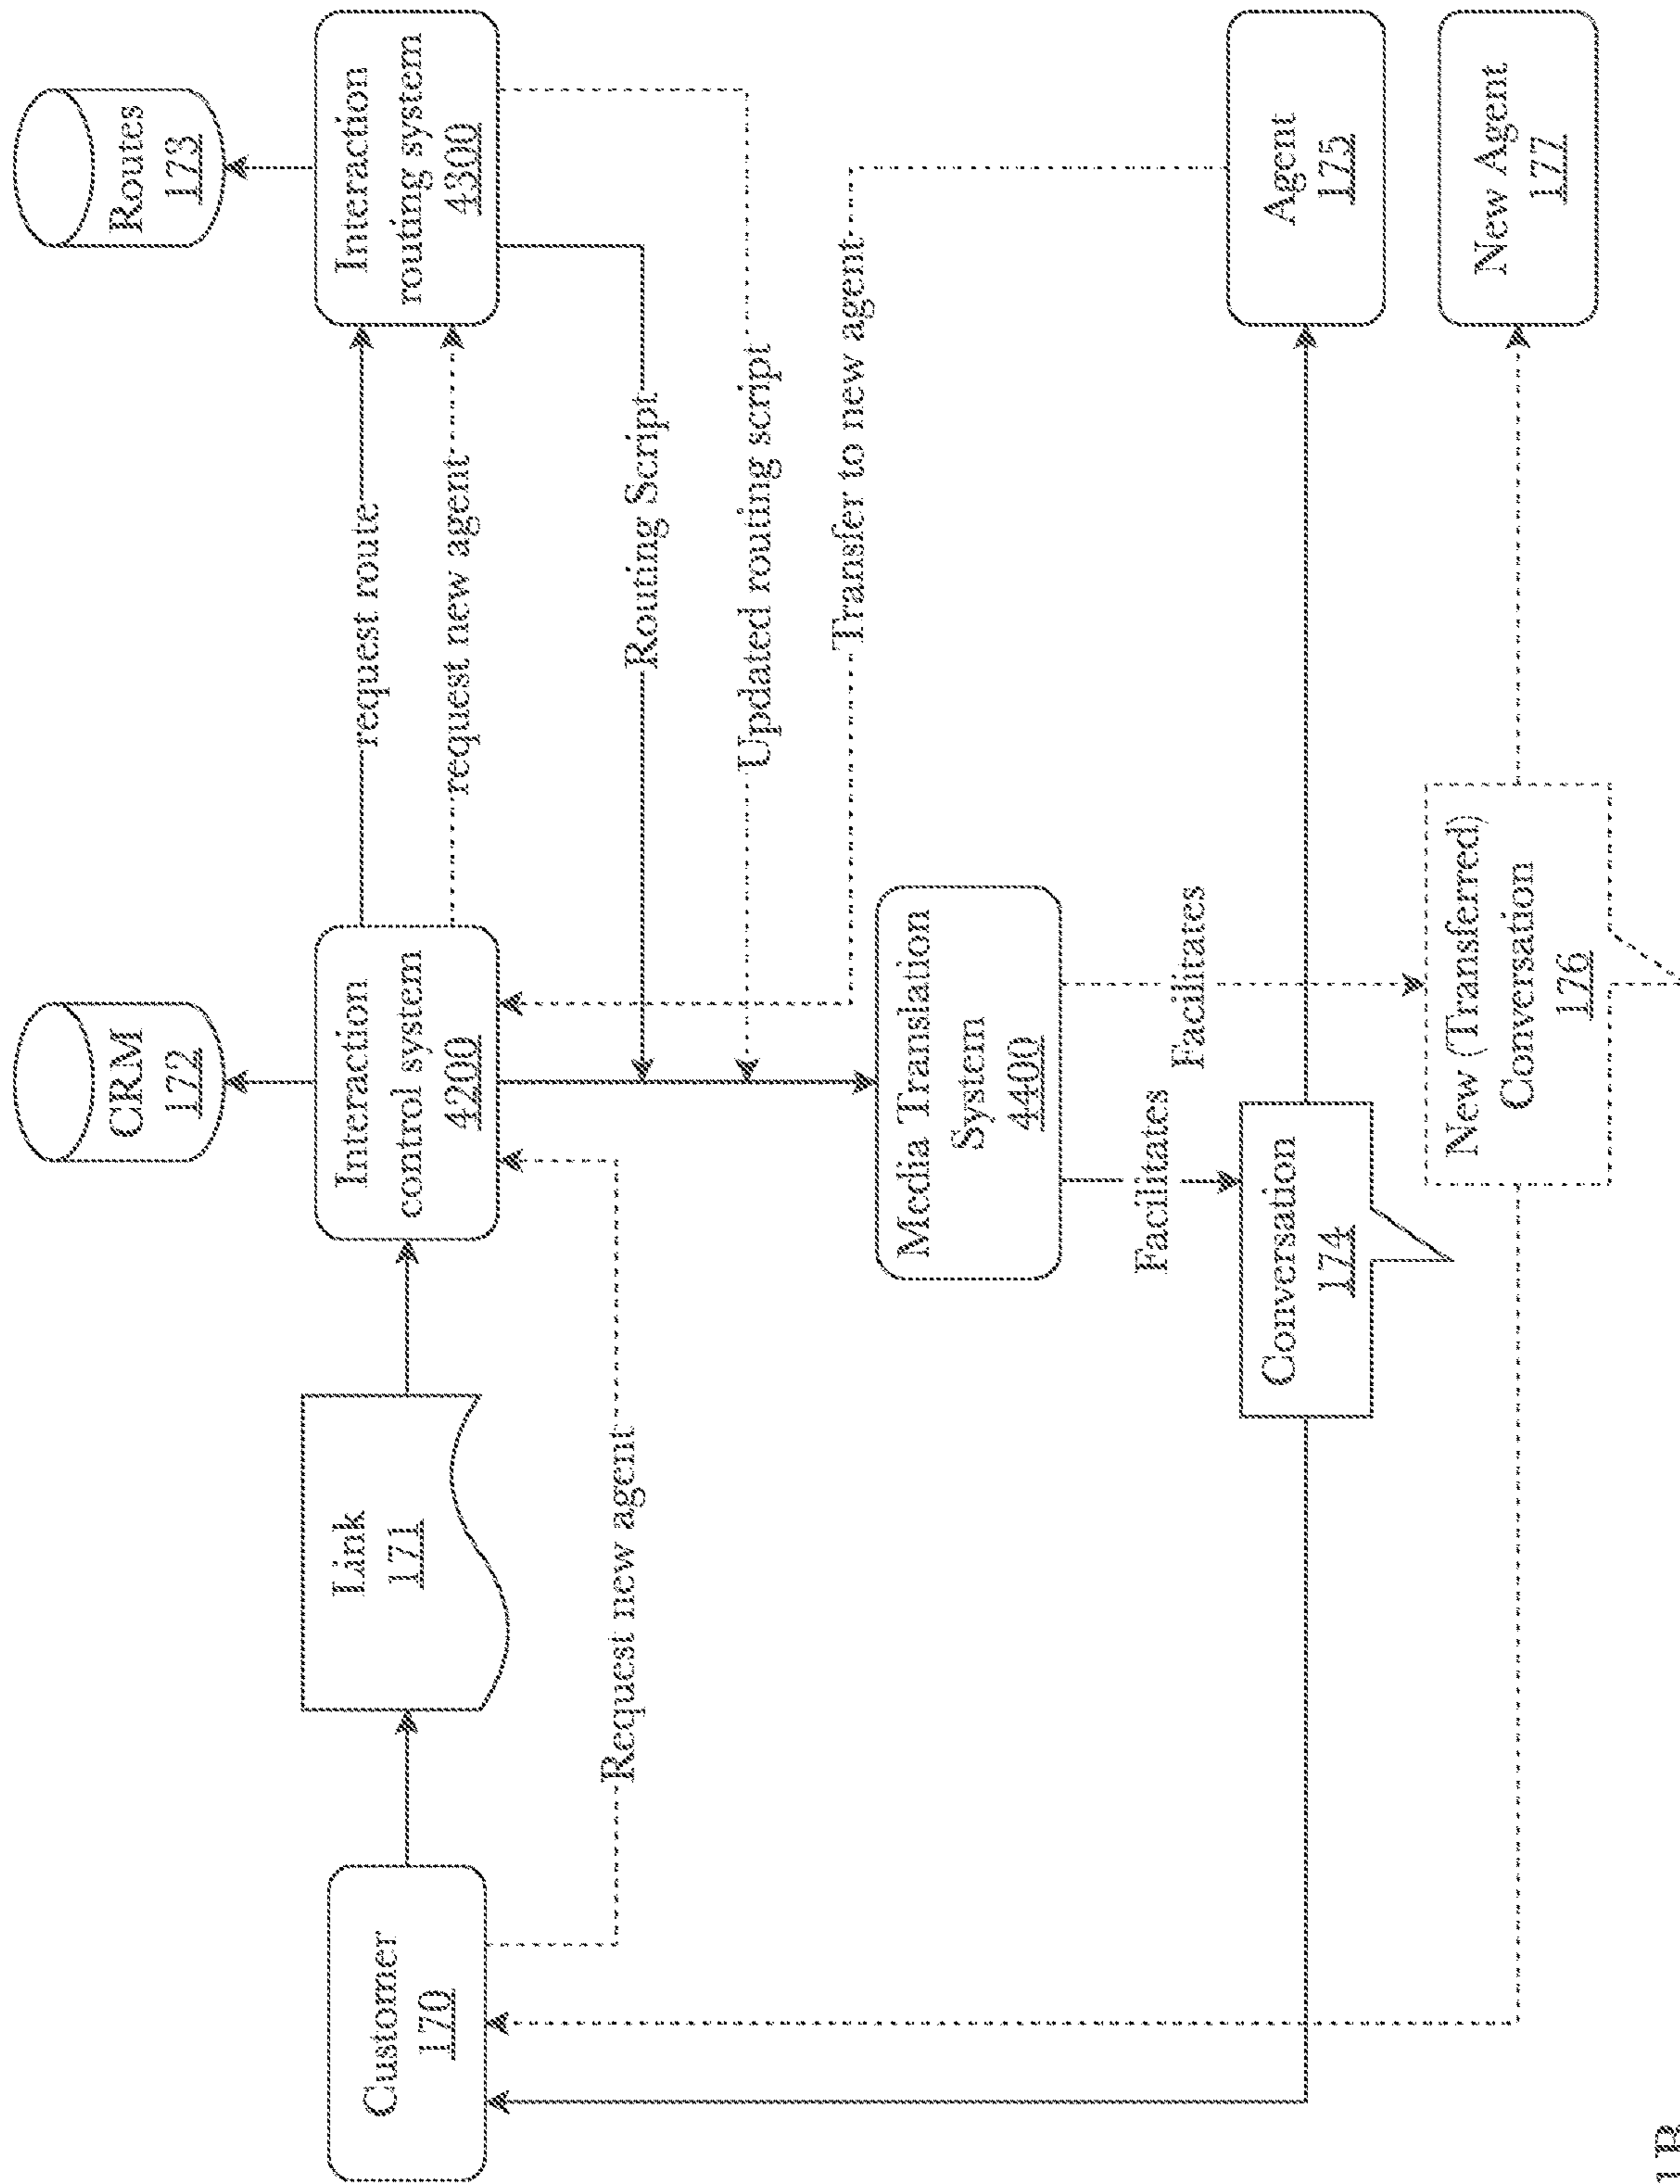 CRM
172
Routes
173
Customer
170
Link
171
Interaction
control system
4200
request route
request new agent
Interaction
routing system
4300
Request new agent
Routing Script
Updated routing script
Transfer to new agent
Media Translation
System
4400
Facilitates
Facilitates
Conversation
174
Agent
175
New (Transferred)
Conversation
176
New Agent
177